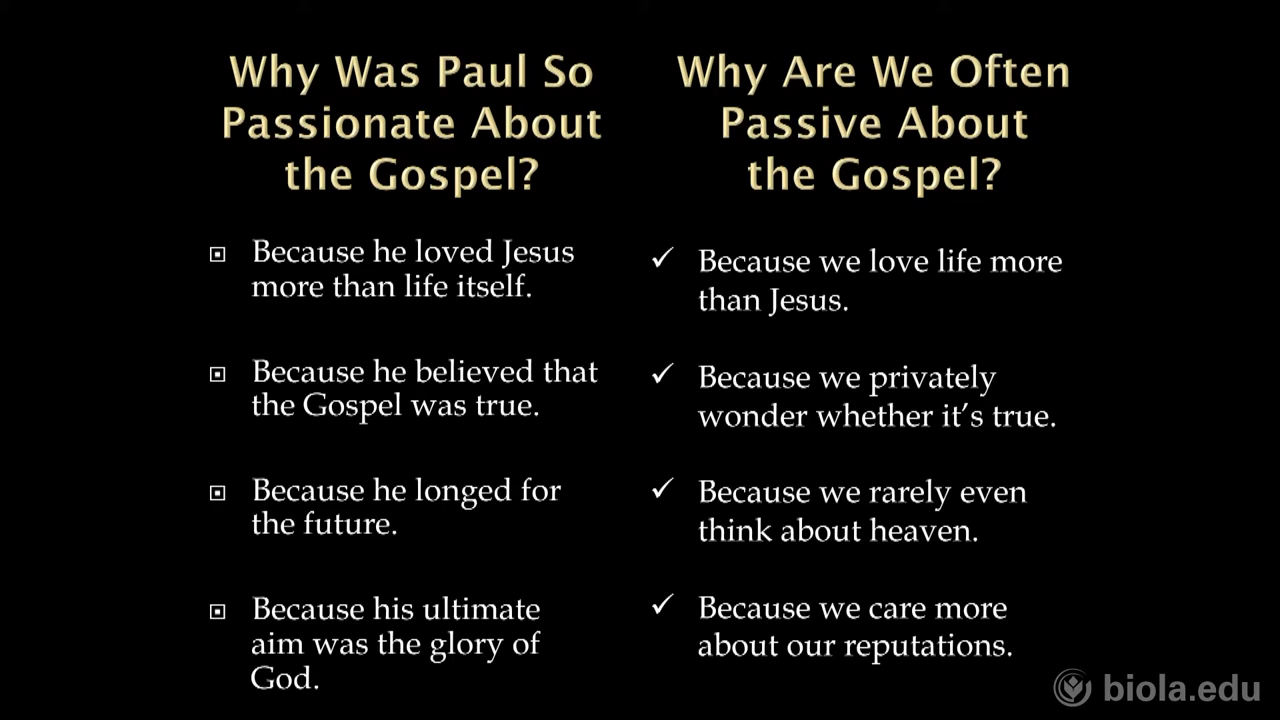 Why Was Paul So
Passionate About
the Gospel?
Because he loved Jesus
more than life itself.
Because he believed that
the Gospel was true.
Because he longed for
the future.
Because his ultimate
aim was the glory of
God.
Why Are We Often
Passive About
the Gospel?
Because we love life more
than Jesus.
Because we privately
wonder whether it’s true.
Because we rarely even
think about heaven.
Because we care more
about our reputations.
biola.edu